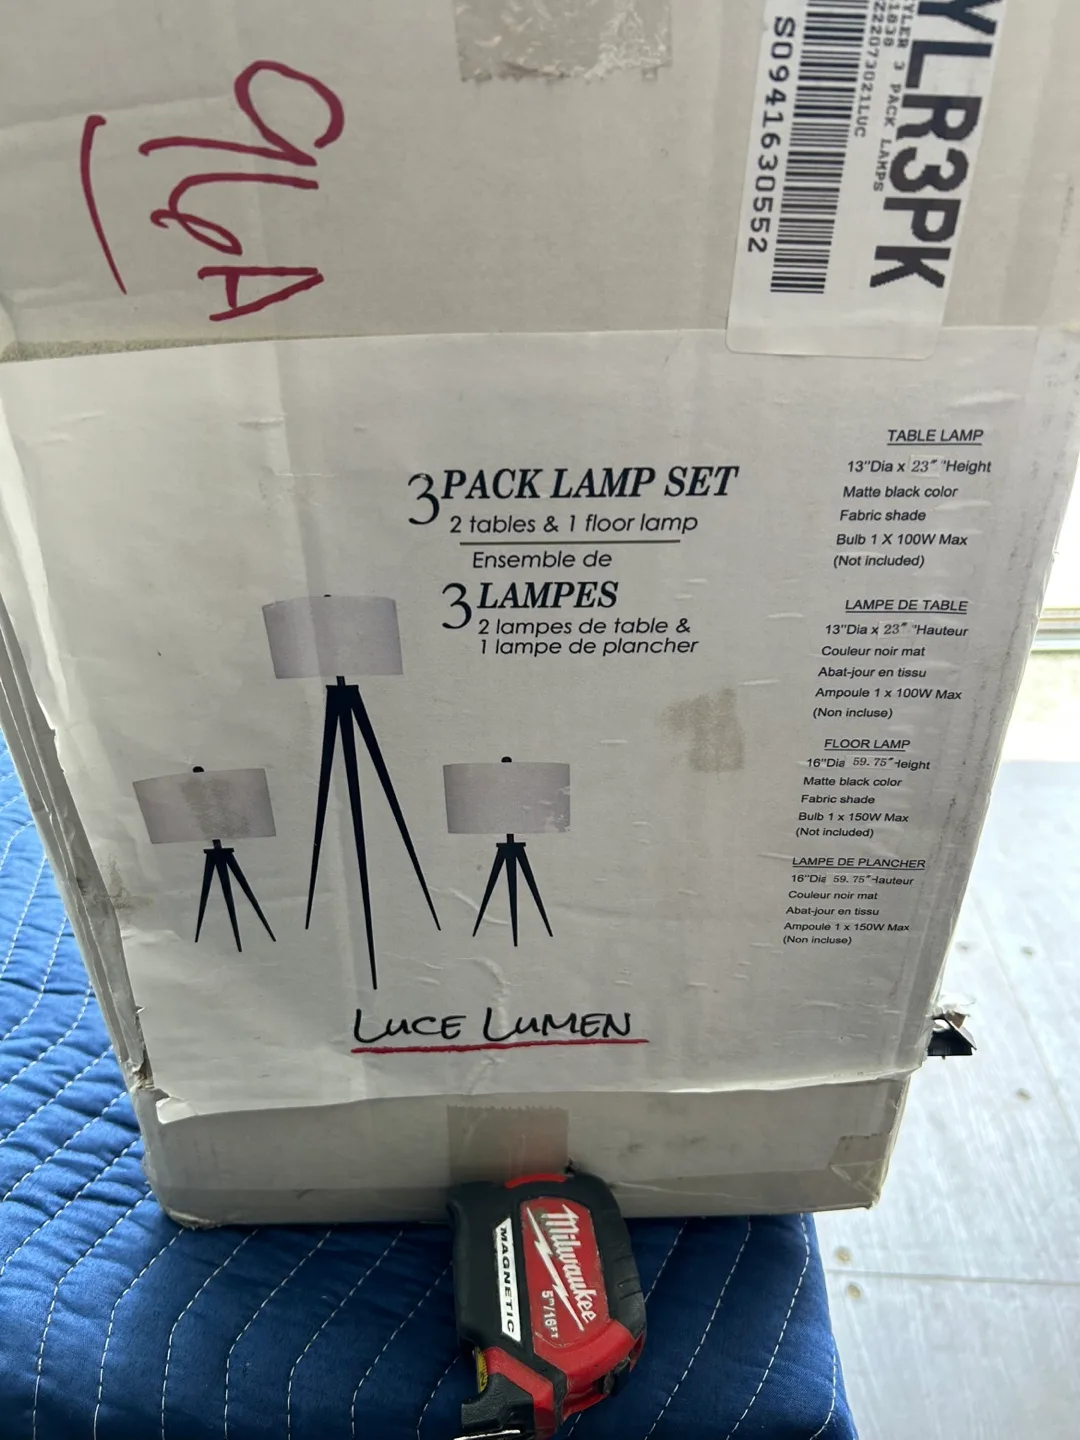 96A
YLR3PK
YLER 3 PACK LAMPS
S0941630552
3 PACK LAMP SET
2 tables & 1 floor lamp
Ensemble de
3 LAMPES
2 lampes de table &
1 lampe de plancher
LUCE LUMEN
TABLE LAMP
13"Dia x 23" "Height
Matte black color
Fabric shade
Bulb 1 X 100W Max
(Not included)
LAMPE DE TABLE
13"Dia x 23" "Hauteur
Couleur noir mat
Abat-jour en tissu
Ampoule 1 x 100W Max
(Non incluse)
FLOOR LAMP
16"Dia 59.75" Height
Matte black color
Fabric shade
Bulb 1 x 150W Max
(Not included)
LAMPE DE PLANCHER
16"Dia 59.75" Hauteur
Couleur noir mat
Abat-jour en tissu
Ampoule 1 x 150W Max
(Non incluse)
Milwaukee
5m/16FT
MAGNETIC